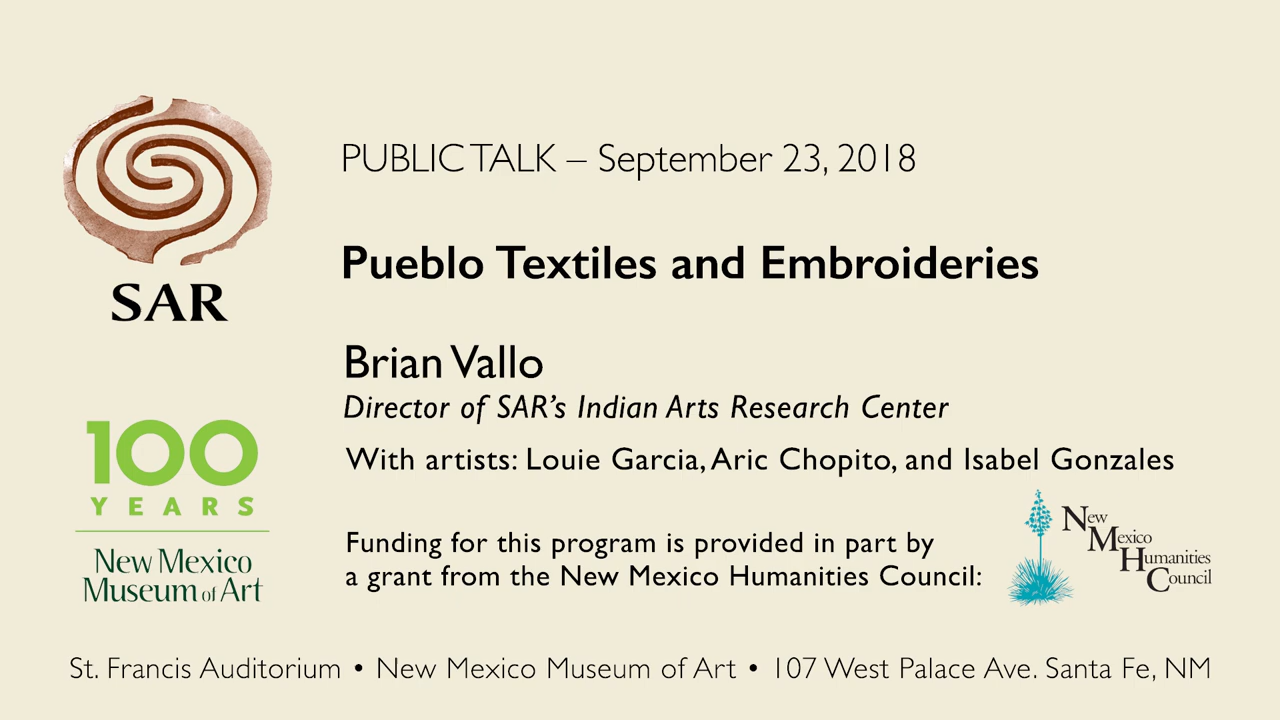 PUBLIC TALK – September 23, 2018
Pueblo Textiles and Embroideries
SAR
Brian Vallo
Director of SAR's Indian Arts Research Center
With artists: Louie Garcia, Aric Chopito, and Isabel Gonzales
100
YEARS
New Mexico
Museum of Art
Funding for this program is provided in part by
a grant from the New Mexico Humanities Council:
New
Mexico
Humanities
Council
St. Francis Auditorium • New Mexico Museum of Art • 107 West Palace Ave. Santa Fe, NM